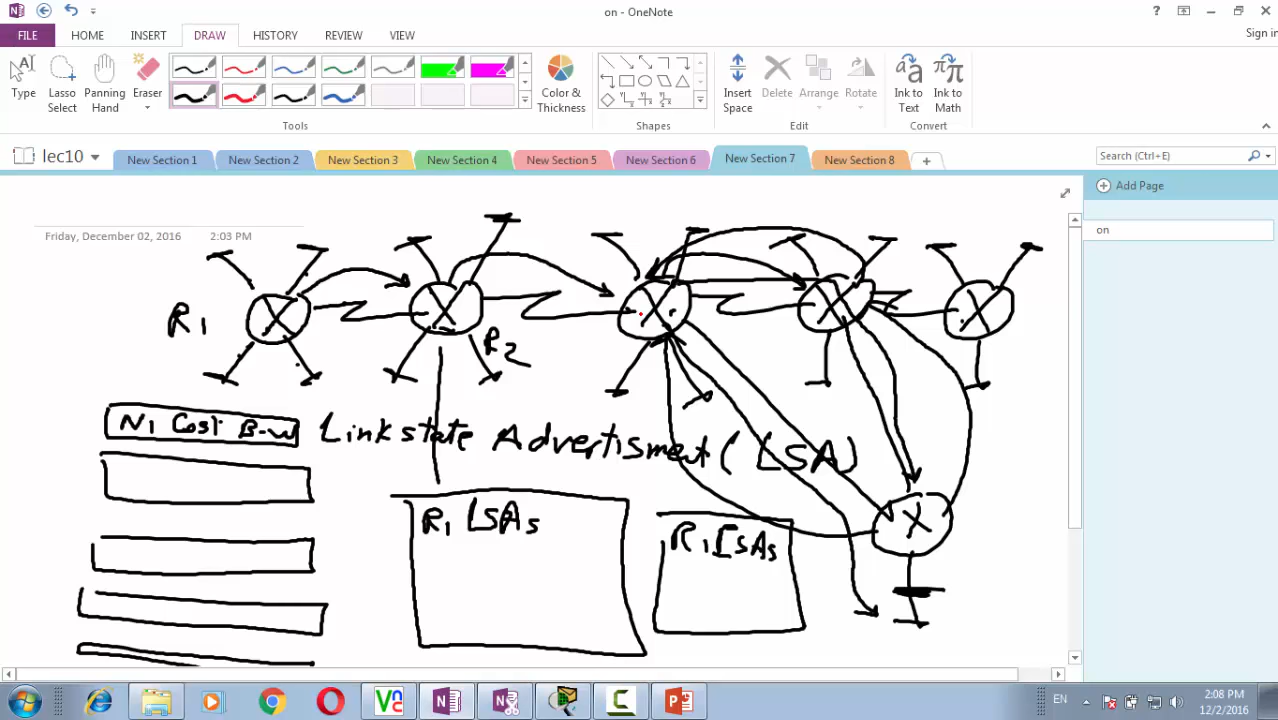 on - OneNote
Sign in
FILE HOME INSERT DRAW HISTORY REVIEW VIEW
Type Lasso Select Panning Hand Eraser Color & Thickness Insert Space Delete Arrange Rotate Ink to Text Ink to Math
Tools Shapes Edit Convert
lec10 New Section 1 New Section 2 New Section 3 New Section 4 New Section 5 New Section 6 New Section 7 New Section 8 Search (Ctrl+E)
Add Page
on
Friday, December 02, 2016 2:03 PM
R1
R2
N1 Cost B-w Linkstate Advertisment (LSA)
R1 LSAs
R1 LSAs
EN 2:08 PM
12/2/2016